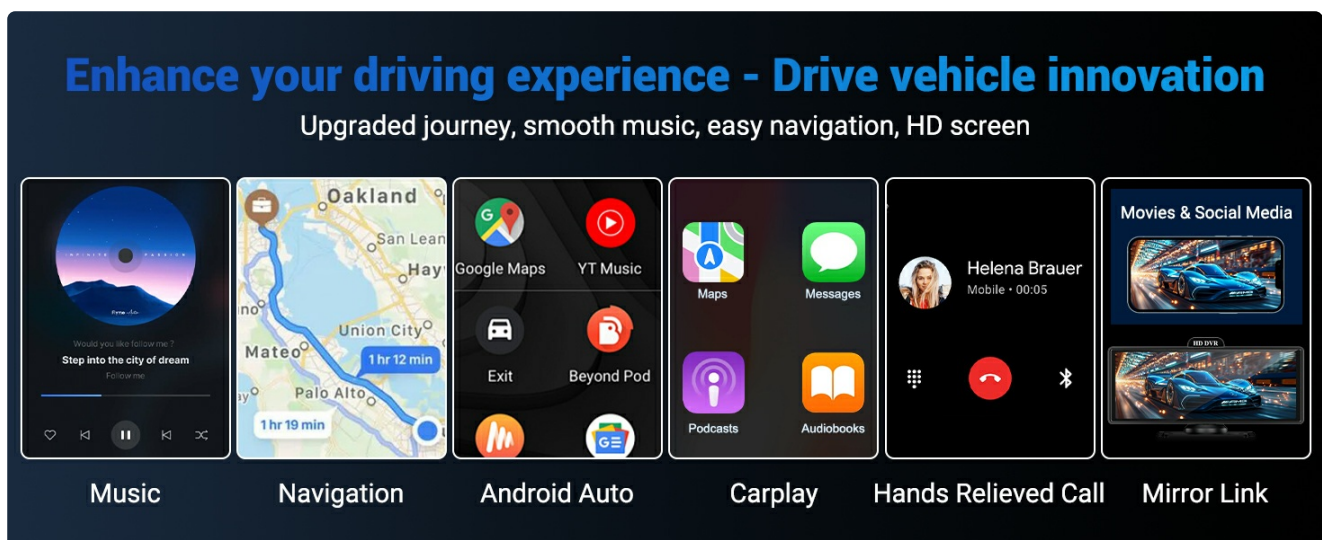 Enhance your driving experience - Drive vehicle innovation
Upgraded journey, smooth music, easy navigation, HD screen
Would you like follow me ?
Step into the city of dream
Follow me
Oakland
San Lean
Hay
Union City
Mateo
1 hr 12 min
Palo Alto
1 hr 19 min
Google Maps
YT Music
Exit
Beyond Pod
Maps
Messages
Podcasts
Audiobooks
Helena Brauer
Mobile • 00:05
Movies & Social Media
HD DVR
Music
Navigation
Android Auto
Carplay
Hands Relieved Call
Mirror Link